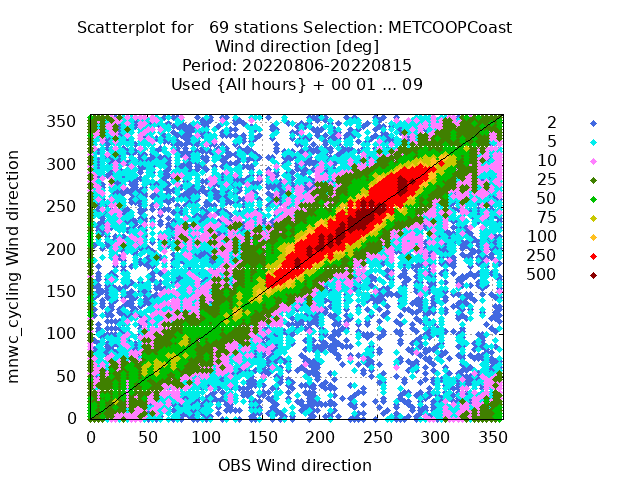 Scatterplot for   69 stations Selection: METCOOPCoast
Wind direction [deg]
Period: 20220806-20220815
Used {All hours} + 00 01 ... 09
mnwc_cycling Wind direction
350
300
250
200
150
100
50
0
0 50 100 150 200 250 300 350
OBS Wind direction
2
5
10
25
50
75
100
250
500